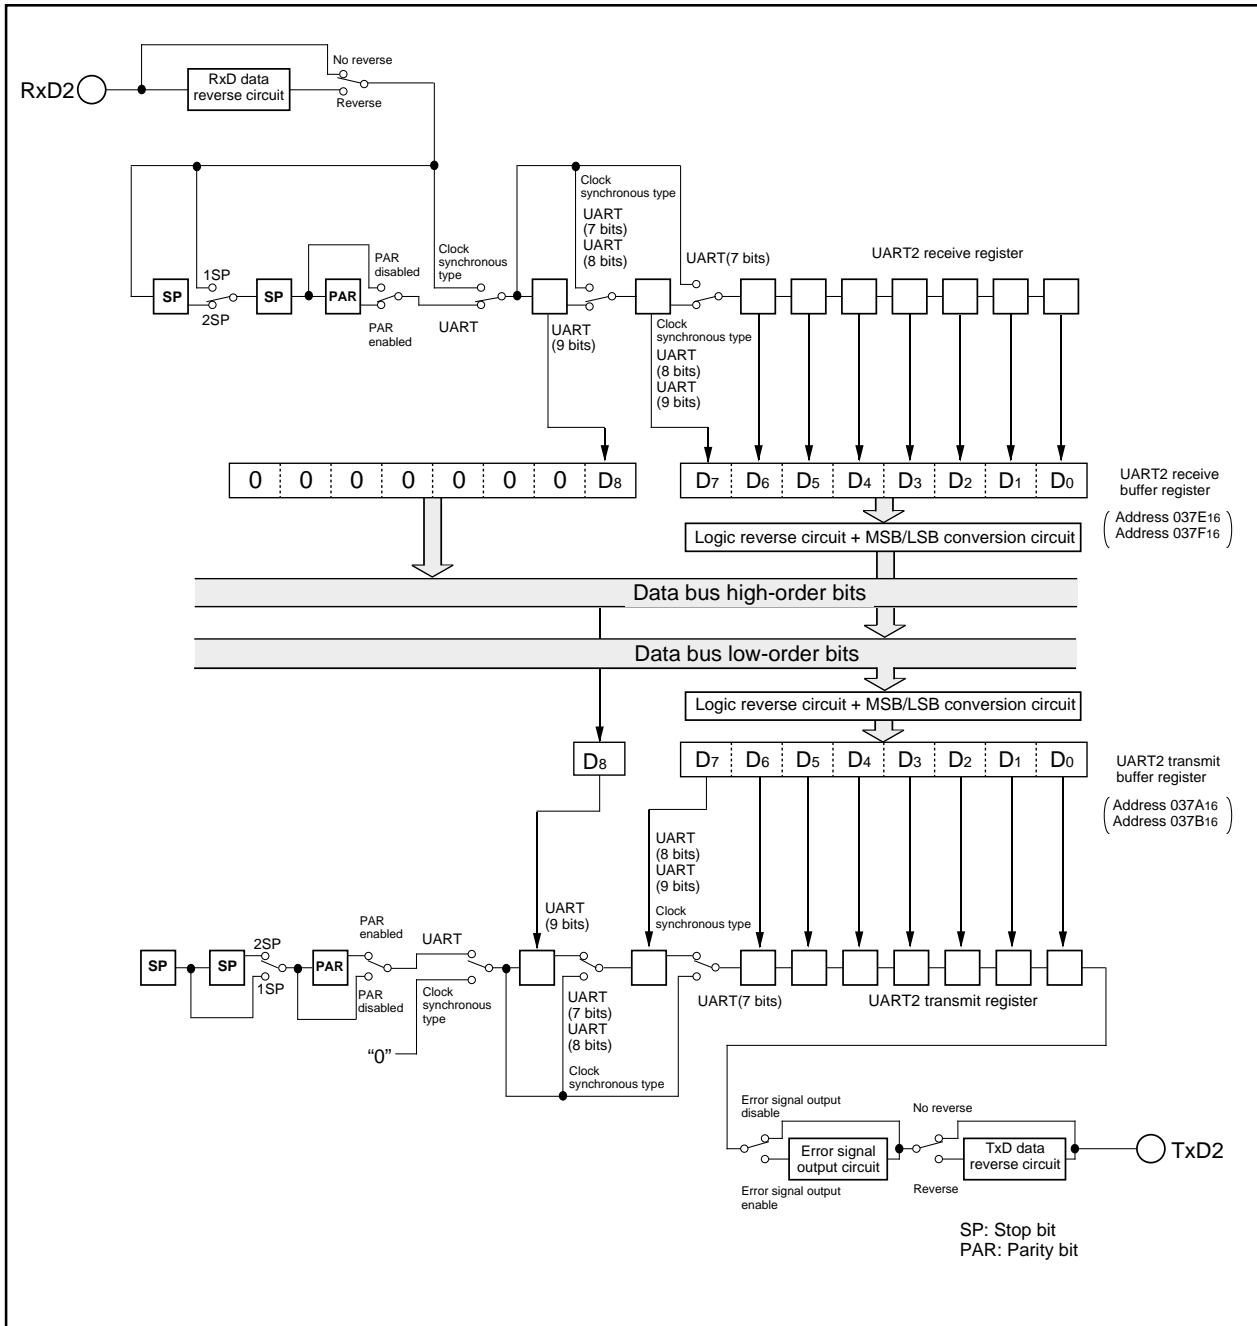 No reverse
RxD2
RxD data
reverse circuit
Reverse
Clock
synchronous type
UART
(7 bits)
UART
(8 bits)
UART(7 bits)
UART2 receive register
PAR
disabled
Clock
synchronous
type
1SP
SP
SP
PAR
2SP
PAR
enabled
UART
UART
(9 bits)
Clock
synchronous type
UART
(8 bits)
UART
(9 bits)
0 0 0 0 0 0 0 D8
D7 D6 D5 D4 D3 D2 D1 D0
UART2 receive
buffer register
Address 037E16
Address 037F16
Logic reverse circuit + MSB/LSB conversion circuit
Data bus high-order bits
Data bus low-order bits
Logic reverse circuit + MSB/LSB conversion circuit
D8
D7 D6 D5 D4 D3 D2 D1 D0
UART2 transmit
buffer register
Address 037A16
Address 037B16
UART
(8 bits)
UART
(9 bits)
Clock
synchronous type
UART
(9 bits)
PAR
enabled
UART
2SP
SP
SP
PAR
1SP
PAR
disabled
Clock
synchronous
type
"0"
UART
(7 bits)
UART
(8 bits)
Clock
synchronous type
UART(7 bits)
UART2 transmit register
Error signal output
disable
No reverse
Error signal
output circuit
TxD data
reverse circuit
TxD2
Error signal output
enable
Reverse
SP: Stop bit
PAR: Parity bit